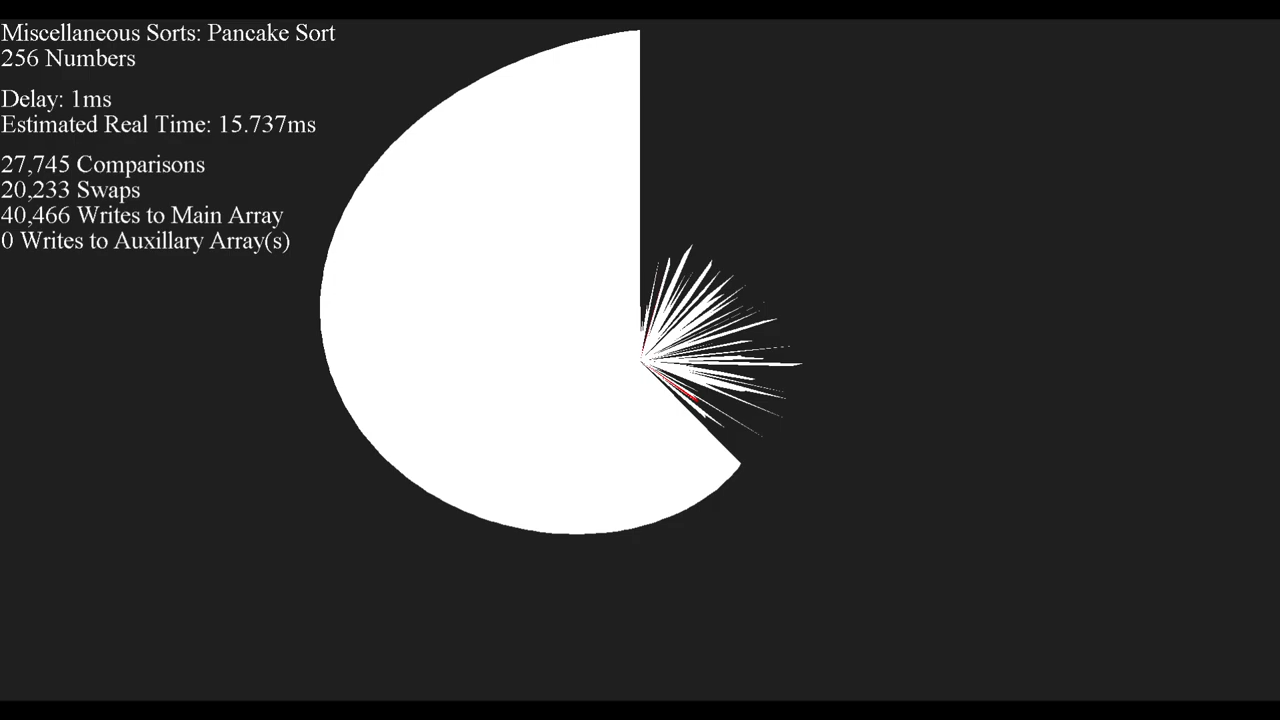 Miscellaneous Sorts: Pancake Sort
256 Numbers
Delay: 1ms
Estimated Real Time: 15.737ms
27,745 Comparisons
20,233 Swaps
40,466 Writes to Main Array
0 Writes to Auxillary Array(s)